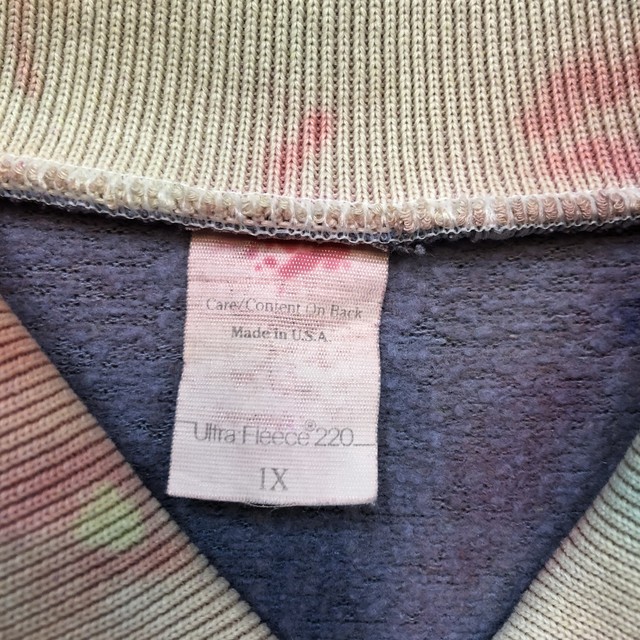 Care/Content On Back
Made in U.S.A.
Ultra Fleece® 220
1X